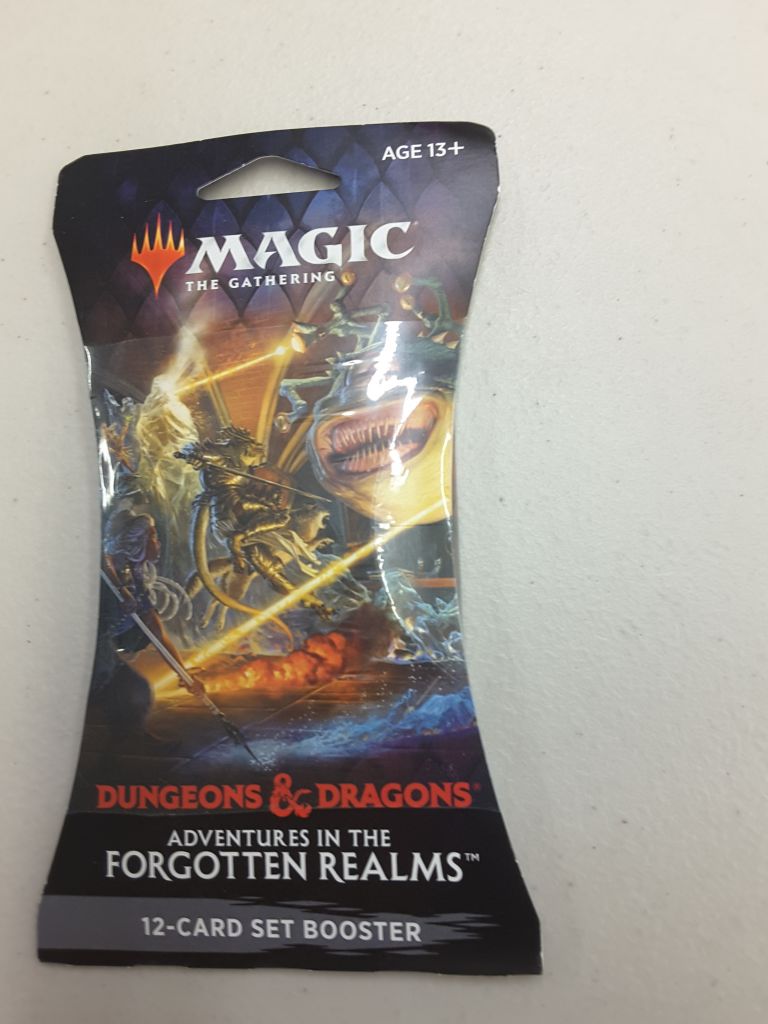 AGE 13+
MAGIC
THE GATHERING
DUNGEONS & DRAGONS®
ADVENTURES IN THE
FORGOTTEN REALMS™
12-CARD SET BOOSTER